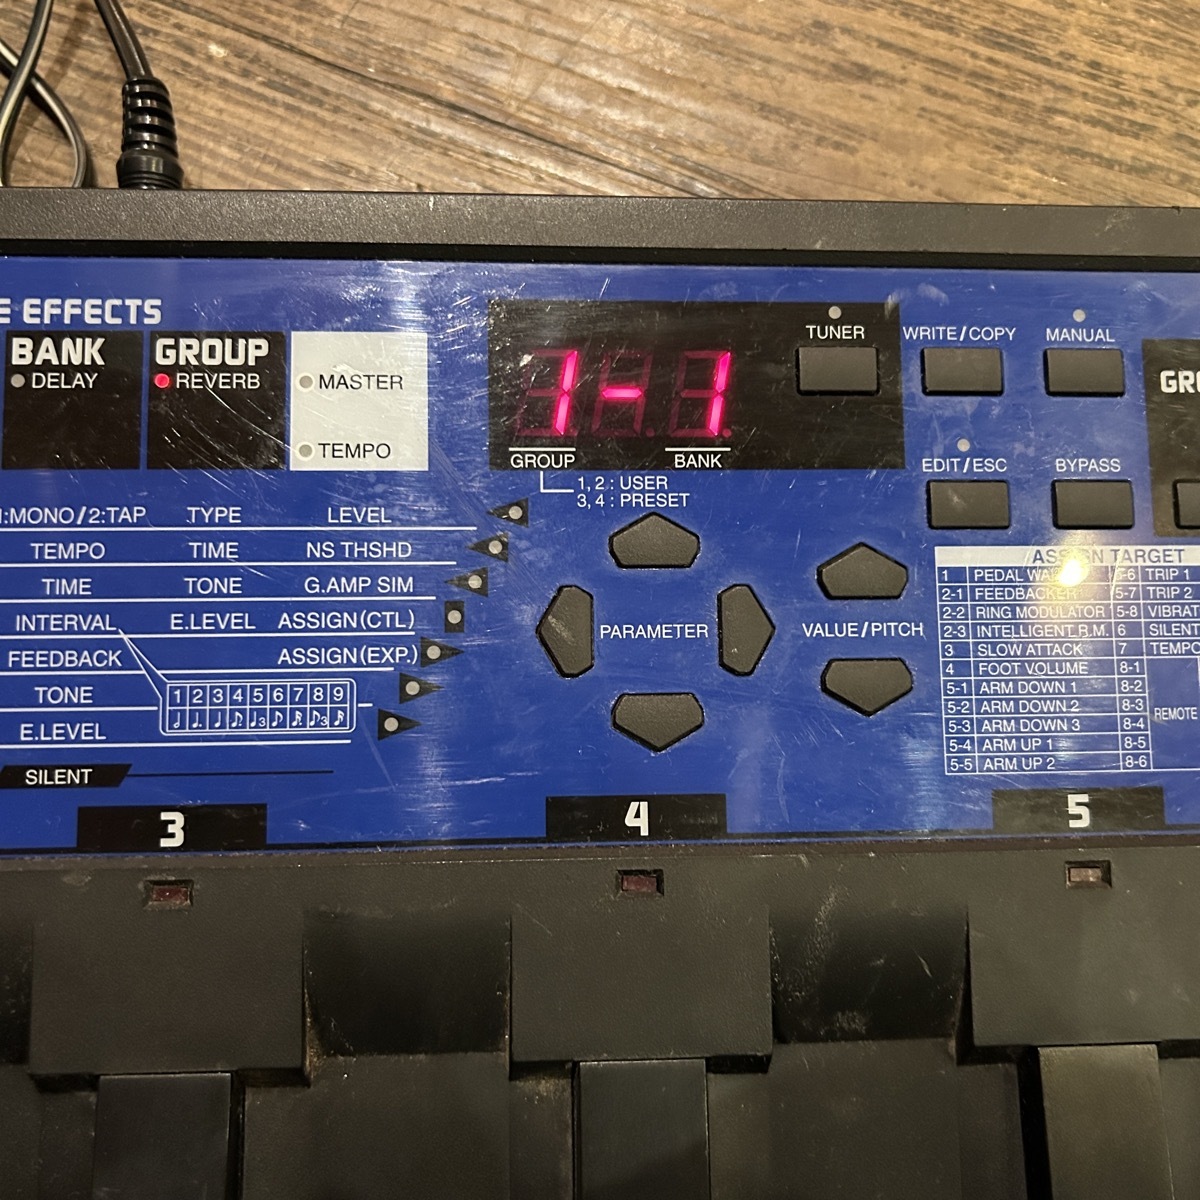 E EFFECTS
BANK
DELAY
GROUP
REVERB
MASTER
TEMPO
1-1
GROUP
BANK
1, 2 : USER
3, 4 : PRESET
TUNER
WRITE/COPY
MANUAL
EDIT/ESC
BYPASS
GRO
1:MONO/2:TAP TYPE LEVEL
TEMPO TIME NS THSHD
TIME TONE G.AMP SIM
INTERVAL E.LEVEL ASSIGN(CTL)
FEEDBACK ASSIGN(EXP.)
TONE
1 2 3 4 5 6 7 8 9
E.LEVEL
SILENT
PARAMETER
VALUE/PITCH
ASSIGN TARGET
1 PEDAL 5-6 TRIP 1
2-1 FEEDBACKER 5-7 TRIP 2
2-2 RING MODULATOR 5-8 VIBRAT
2-3 INTELLIGENT R.M. 6 SILENT
3 SLOW ATTACK 7 TEMPO
4 FOOT VOLUME 8-1
5-1 ARM DOWN 1 8-2
5-2 ARM DOWN 2 8-3
5-3 ARM DOWN 3 8-4
5-4 ARM UP 1 8-5
5-5 ARM UP 2 8-6
REMOTE
3
4
5